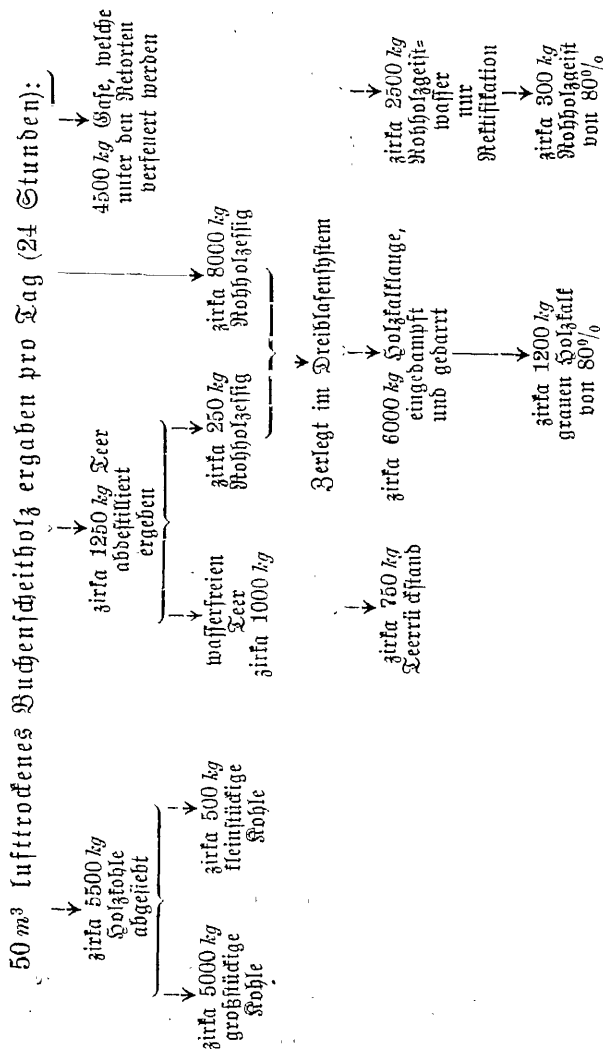 50 m³ lufttrockenes Buchenscheitholz ergaben pro Tag (24 Stunden):
zirka 5500 kg
Holzkohle
abgesiebt
zirka 5000 kg
großstückige
Kohle
zirka 500 kg
kleinstückige
Kohle
zirka 1250 kg Teer
abdestilliert
ergeben
wasserfreien
Teer
zirka 1000 kg
zirka 250 kg
Rohholzessig
zirka 8000 kg
Rohholzessig
4500 kg Gase, welche
unter den Retorten
verfeuert werden
Zerlegt im Dreiblasensystem
zirka 750 kg
Teerrückstand
zirka 6000 kg Holzkalklauge,
eingedampft
und gedarrt
zirka 1200 kg
grauen Holzkalk
von 80%
zirka 2500 kg
Rohholzgeist=
wasser
nur
Rektifikation
zirka 300 kg
Rohholzgeist
von 80%